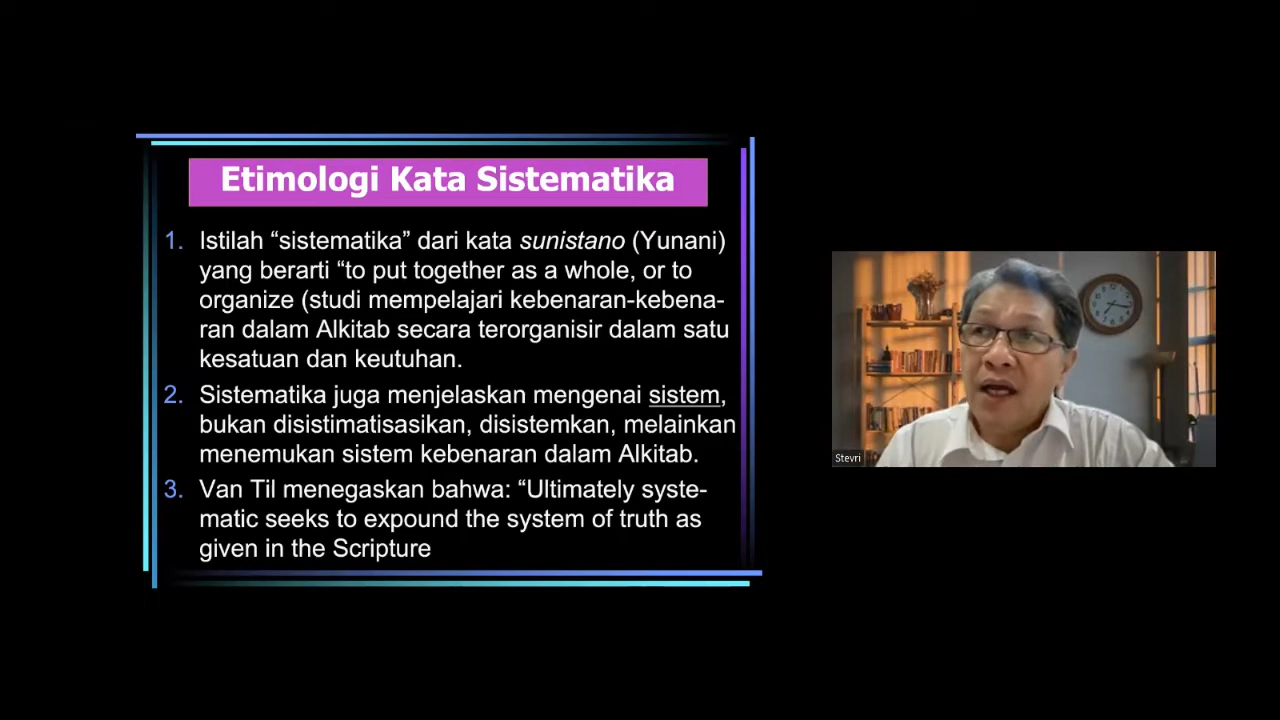 Etimologi Kata Sistematika
1. Istilah “sistematika” dari kata sunistano (Yunani)
yang berarti “to put together as a whole, or to
organize (studi mempelajari kebenaran-kebena-
ran dalam Alkitab secara terorganisir dalam satu
kesatuan dan keutuhan.
2. Sistematika juga menjelaskan mengenai sistem,
bukan disistimatisasikan, disistemkan, melainkan
menemukan sistem kebenaran dalam Alkitab.
3. Van Til menegaskan bahwa: “Ultimately syste-
matic seeks to expound the system of truth as
given in the Scripture
Stevri